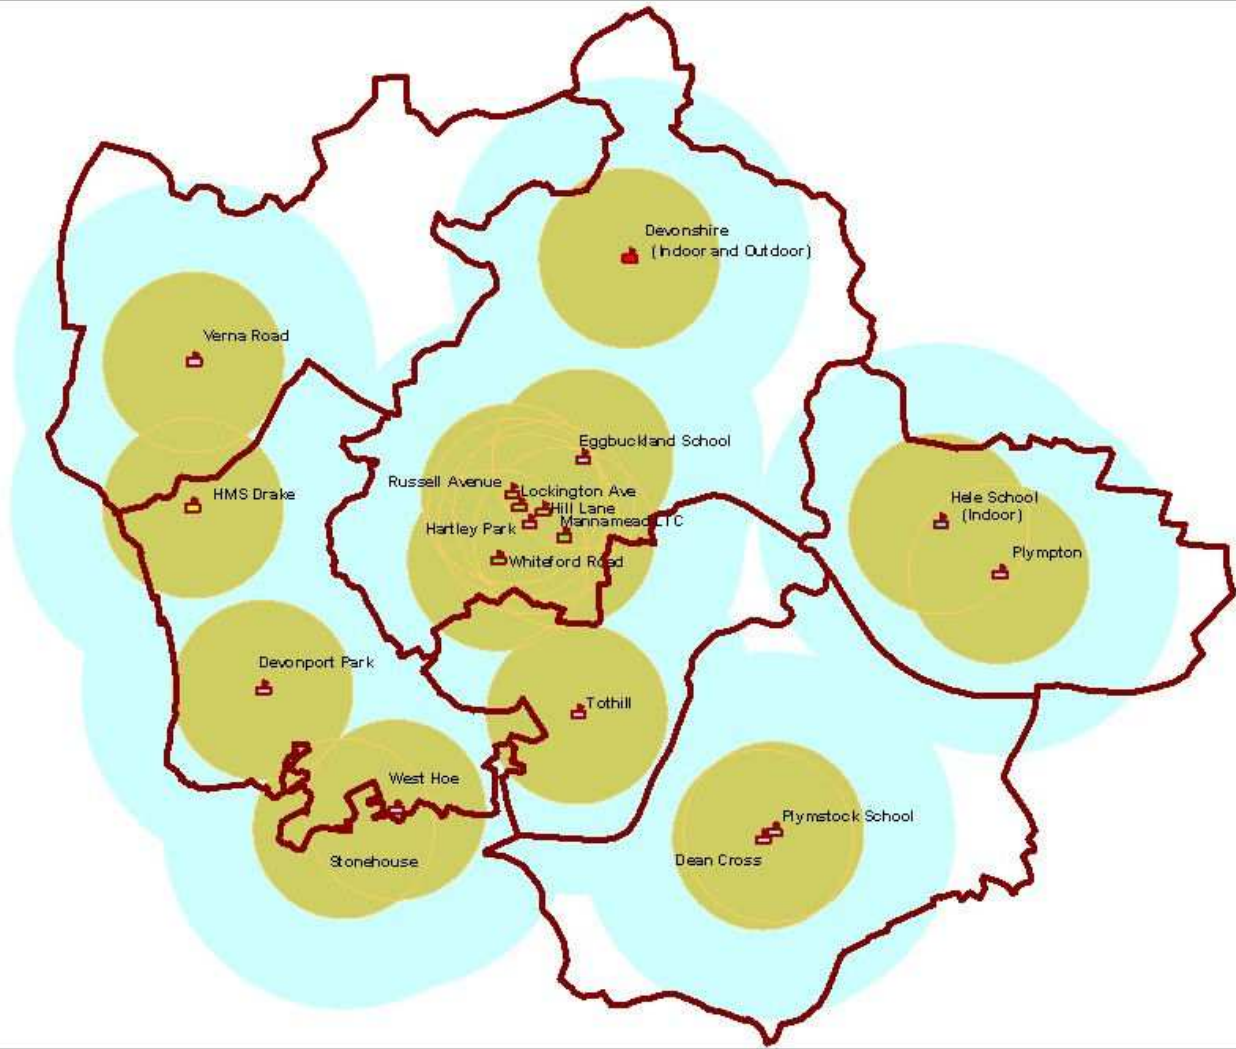 Devonshire
(Indoor and Outdoor)
Verna Road
Eggbuckland School
Russell Avenue
Lockington Ave
HMS Drake
Hill Lane
Hele School
(Indoor)
Hartley Park
Mannamead LTC
Whiteford Road
Plympton
Devonport Park
Tothill
West Hoe
Plymstock School
Stonehouse
Dean Cross